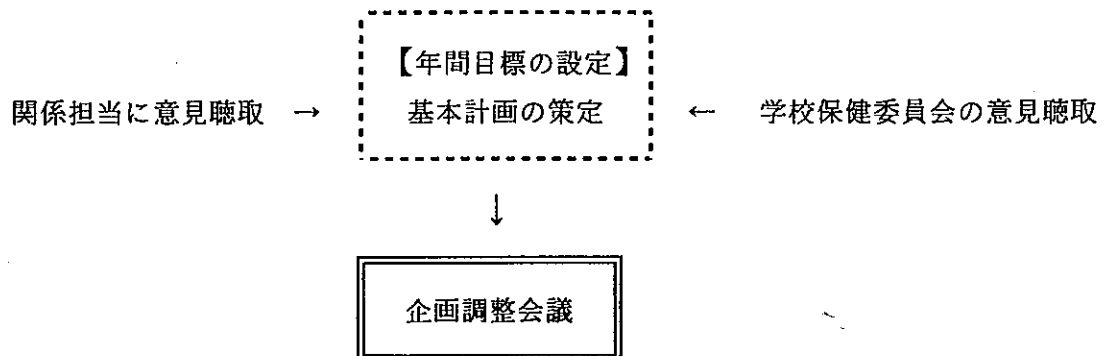 【年間目標の設定】
関係担当に意見聴取 → 基本計画の策定 ← 学校保健委員会の意見聴取
↓
企画調整会議